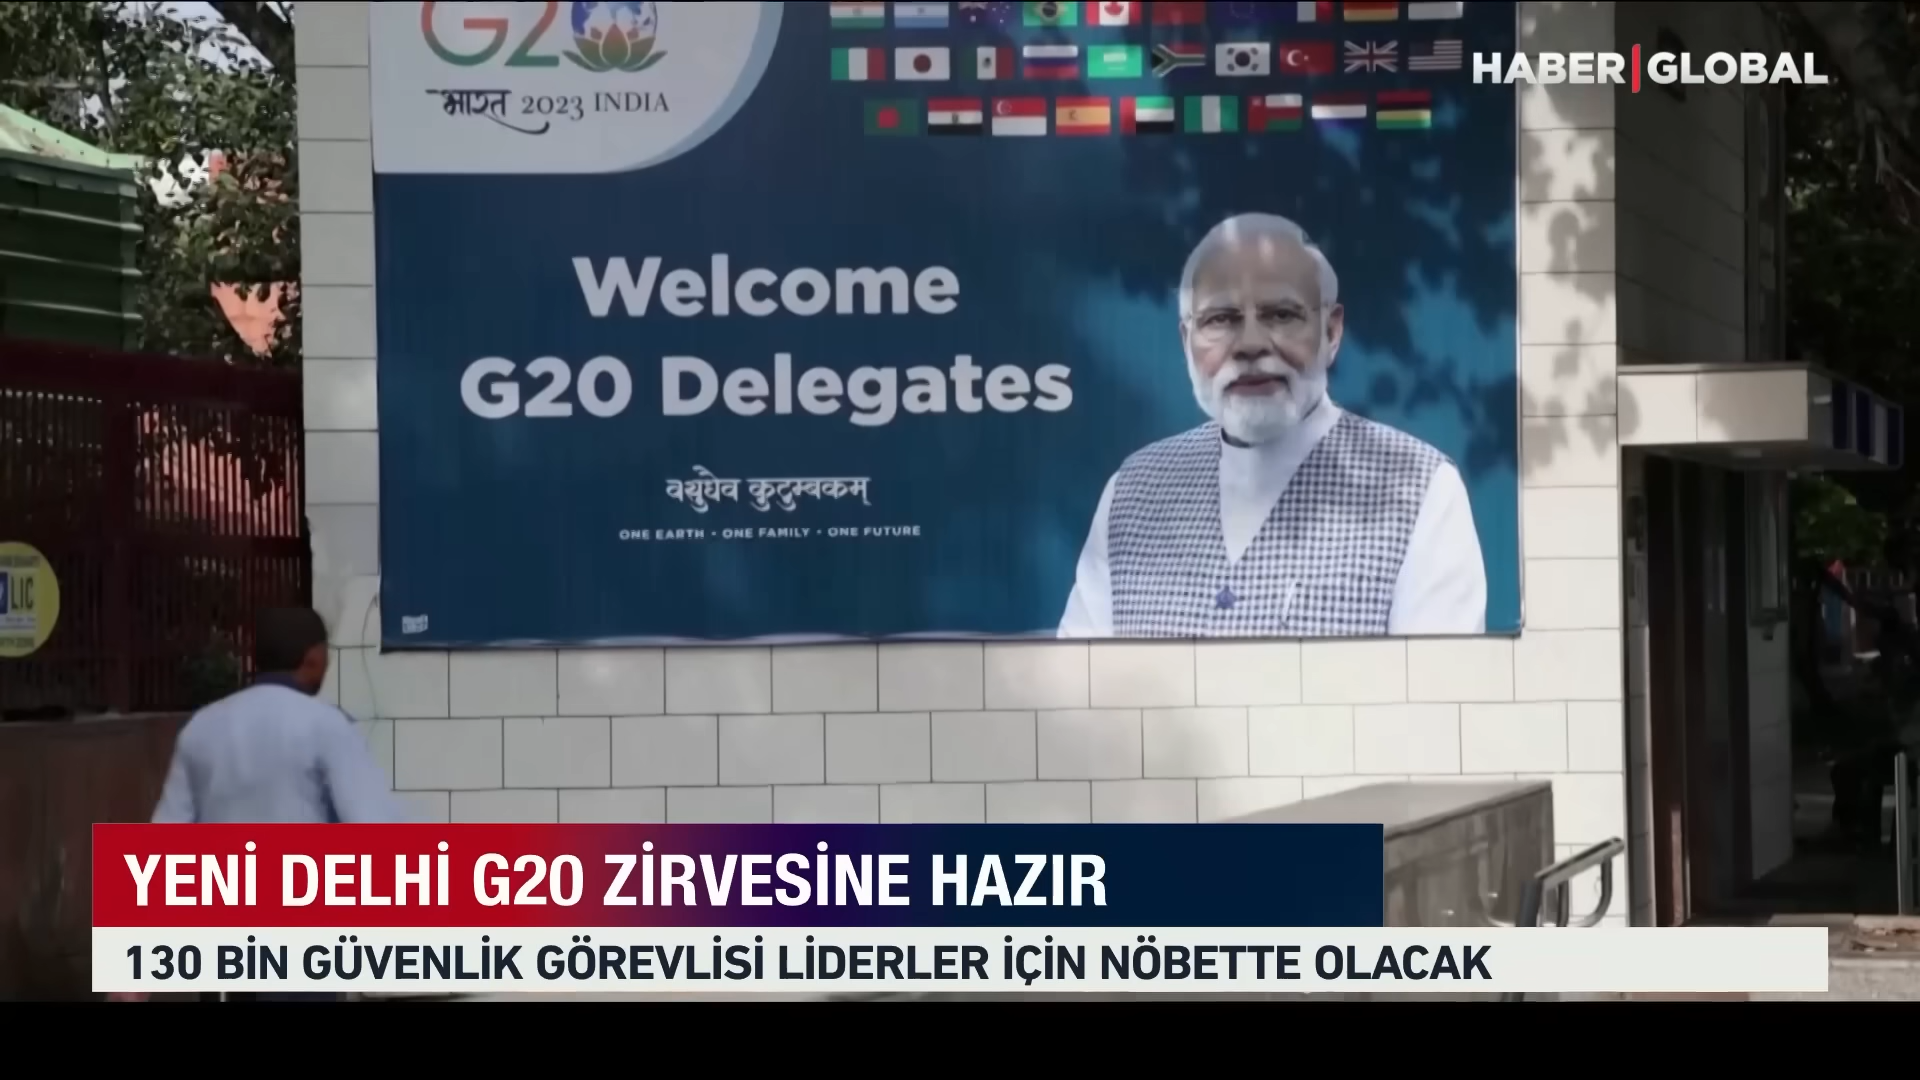 G20
HABER|GLOBAL
भारत 2023 INDIA
Welcome
G20 Delegates
वसुधैव कुटुम्बकम्
ONE EARTH • ONE FAMILY • ONE FUTURE
LIC
YENİ DELHİ G20 ZİRVESİNE HAZIR
130 BİN GÜVENLİK GÖREVLİSİ LİDERLER İÇİN NÖBETTE OLACAK